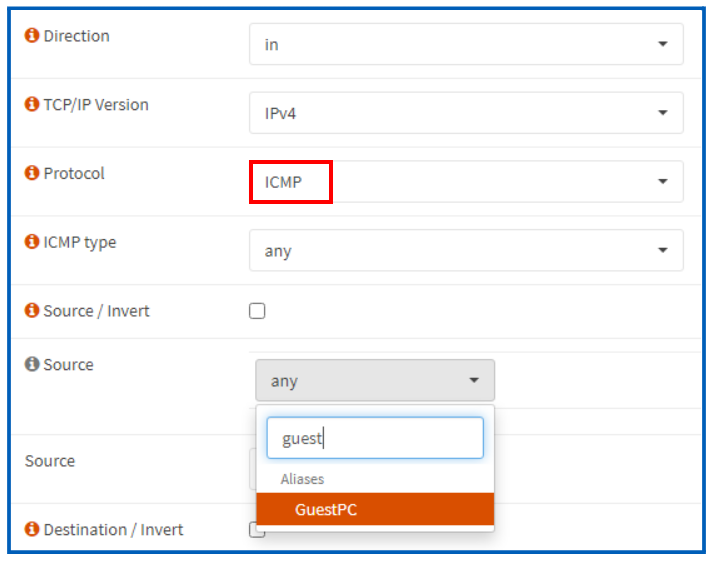 Direction
in
TCP/IP Version
IPv4
Protocol
ICMP
ICMP type
any
Source / Invert
Source
any
guest
Aliases
GuestPC
Source
Destination / Invert